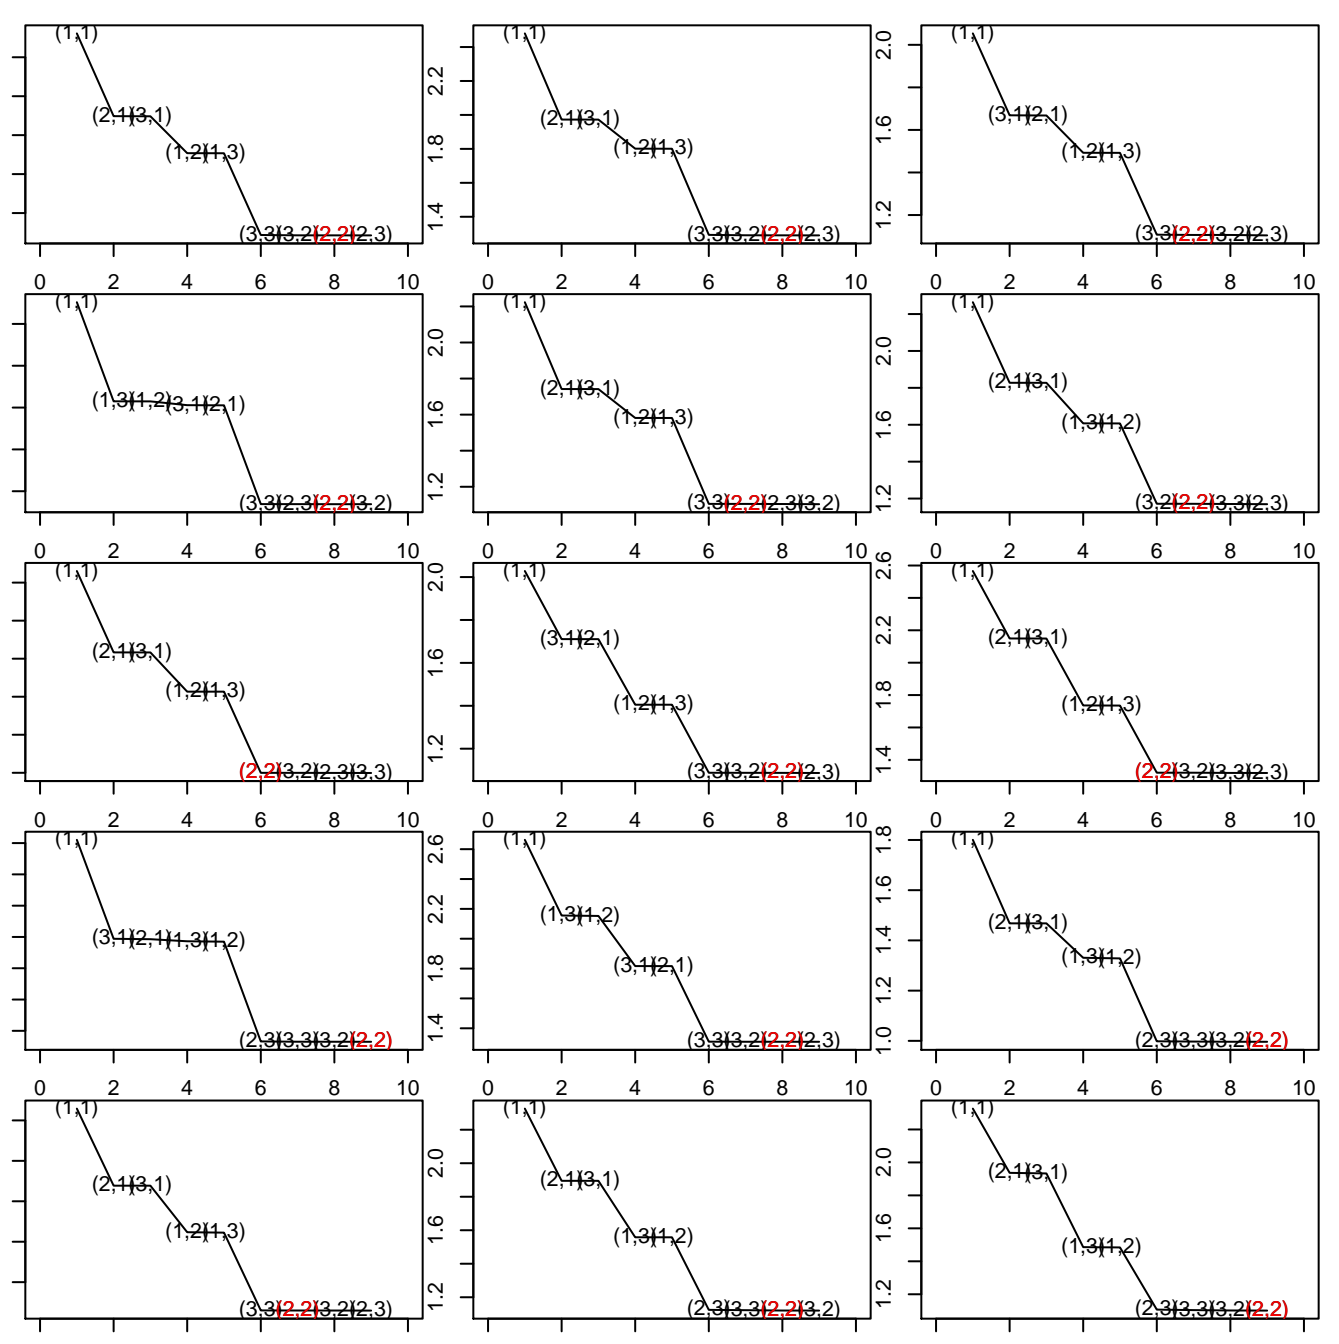 (1,1) (1,1) (1,1)
2.2 2.0
(2,1) (3,1) (2,1) (3,1) (3,1) (2,1)
1.8 1.6
(1,2) (1,3) (1,2) (1,3) (1,2) (1,3)
1.4 1.2
(3,3) (3,2) (2,2) (2,3) (3,3) (3,2) (2,2) (2,3) (3,3) (2,2) (3,2) (2,3)
0 2 4 6 8 10 0 2 4 6 8 10 0 2 4 6 8 10
(1,1) (1,1) (1,1)
2.0 2.0
(1,3) (1,2) (3,1) (2,1) (2,1) (3,1) (2,1) (3,1)
1.6 1.6
(1,2) (1,3) (1,3) (1,2)
1.2 1.2
(3,3) (2,3) (2,2) (3,2) (3,3) (2,2) (2,3) (3,2) (3,2) (2,2) (3,3) (2,3)
0 2 4 6 8 10 0 2 4 6 8 10 0 2 4 6 8 10
(1,1) (1,1) (1,1)
2.0 2.6
2.2
(2,1) (3,1) (3,1) (2,1) (2,1) (3,1)
1.6 1.8
(1,2) (1,3) (1,2) (1,3) (1,2) (1,3)
1.2 1.4
(2,2) (3,2) (2,3) (3,3) (3,3) (3,2) (2,2) (2,3) (2,2) (3,2) (3,3) (2,3)
0 2 4 6 8 10 0 2 4 6 8 10 0 2 4 6 8 10
(1,1) (1,1) (1,1)
2.6 1.8
2.2 1.6
(3,1) (2,1) (1,3) (1,2) (1,3) (1,2) (2,1) (3,1)
1.8 1.4
(3,1) (2,1) (1,3) (1,2)
1.4 1.2
1.0
(2,3) (3,3) (3,2) (2,2) (3,3) (3,2) (2,2) (2,3) (2,3) (3,3) (3,2) (2,2)
0 2 4 6 8 10 0 2 4 6 8 10 0 2 4 6 8 10
(1,1) (1,1) (1,1)
2.0 2.0
(2,1) (3,1) (2,1) (3,1) (2,1) (3,1)
1.6 1.6
(1,2) (1,3) (1,3) (1,2) (1,3) (1,2)
1.2 1.2
(3,3) (2,2) (3,2) (2,3) (2,3) (3,3) (2,2) (3,2) (2,3) (3,3) (3,2) (2,2)